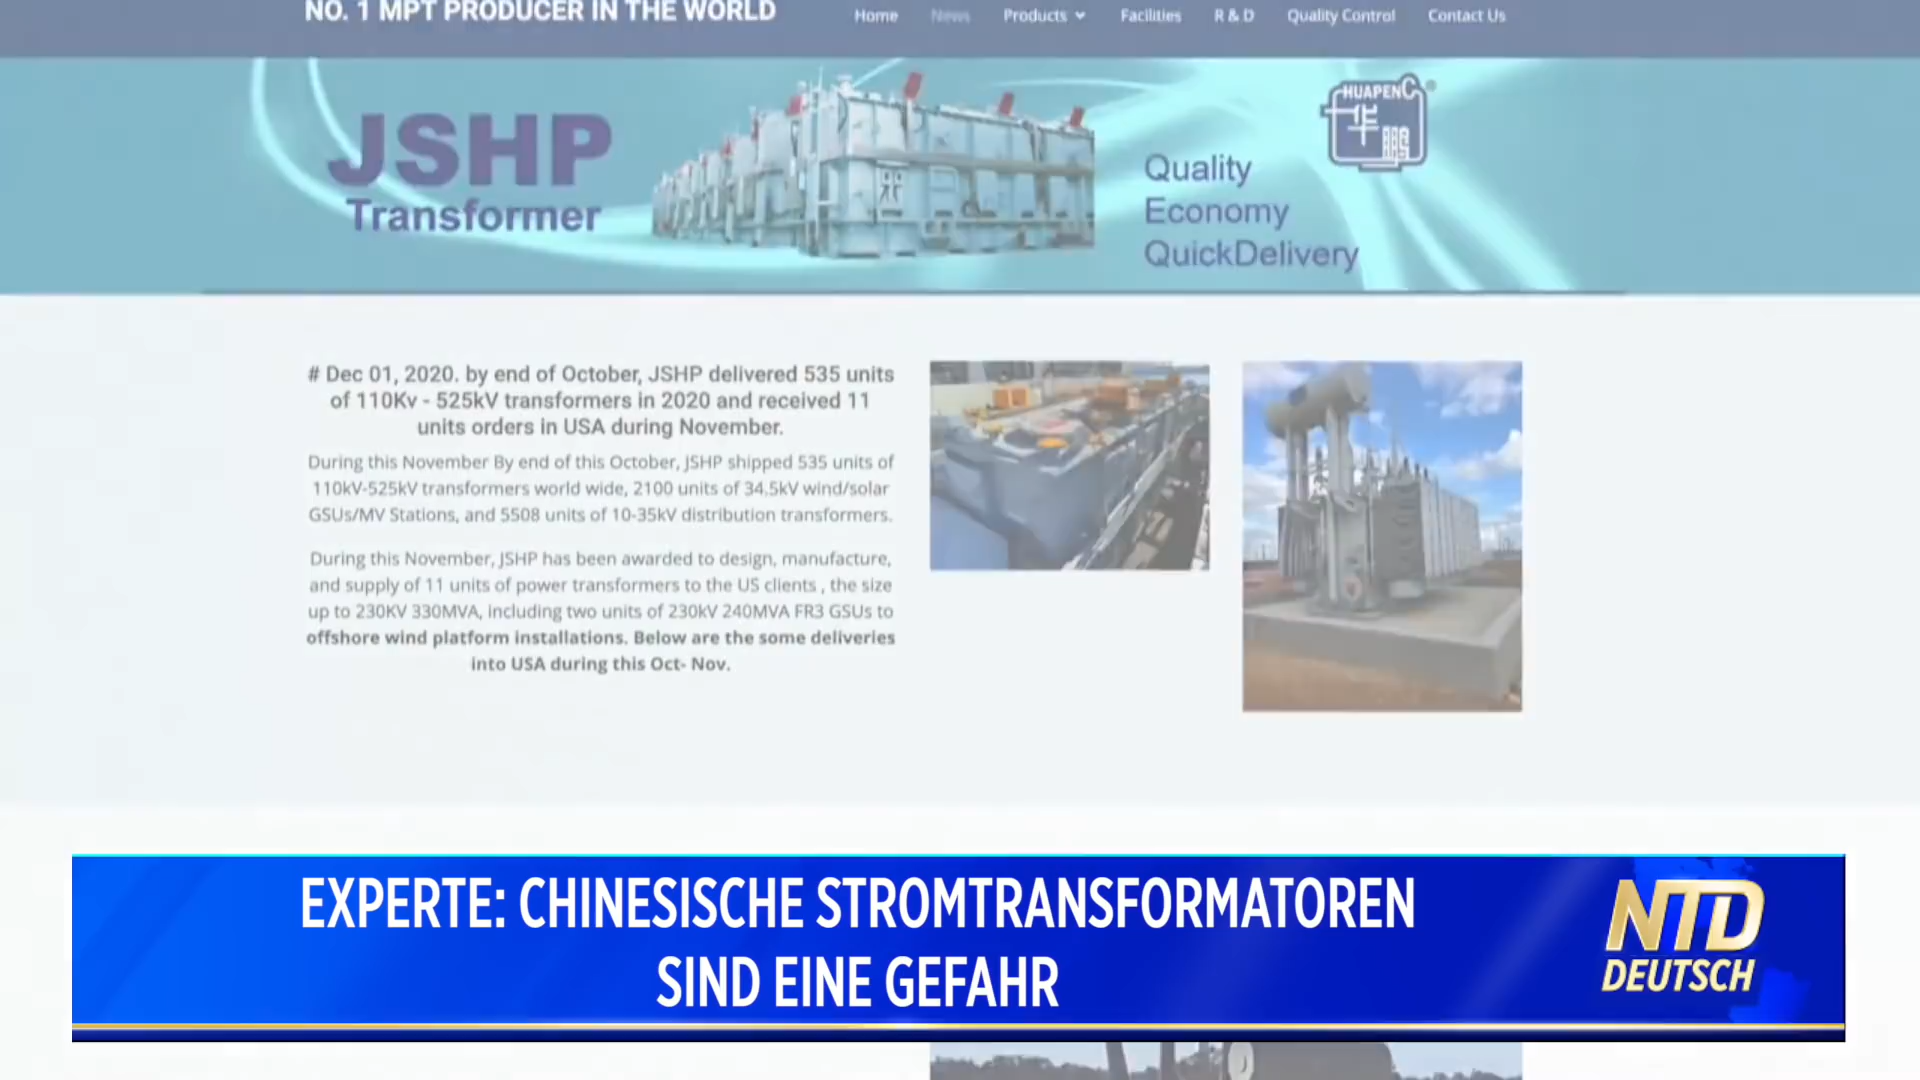 NO. 1 MPT PRODUCER IN THE WORLD
Home News Products Facilities R & D Quality Control Contact Us
JSHP
Transformer
Quality
Economy
QuickDelivery
HUAPENG®
华
鹏
# Dec 01, 2020. by end of October, JSHP delivered 535 units
of 110Kv - 525kV transformers in 2020 and received 11
units orders in USA during November.
During this November By end of this October, JSHP shipped 535 units of
110kV-525kV transformers world wide, 2100 units of 34.5kV wind/solar
GSUs/MV Stations, and 5508 units of 10-35kV distribution transformers.
During this November, JSHP has been awarded to design, manufacture,
and supply of 11 units of power transformers to the US clients , the size
up to 230KV 330MVA, including two units of 230kV 240MVA FR3 GSUs to
offshore wind platform installations. Below are the some deliveries
into USA during this Oct- Nov.
EXPERTE: CHINESISCHE STROMTRANSFORMATOREN
SIND EINE GEFAHR
NTD
DEUTSCH